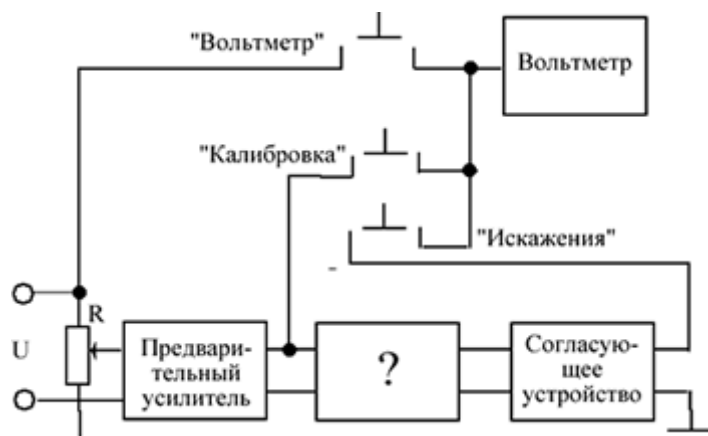 "Вольтметр"
Вольтметр
"Калибровка"
"Искажения"
R
U
Предвари-
тельный
усилитель
?
Согласую-
щее
устройство